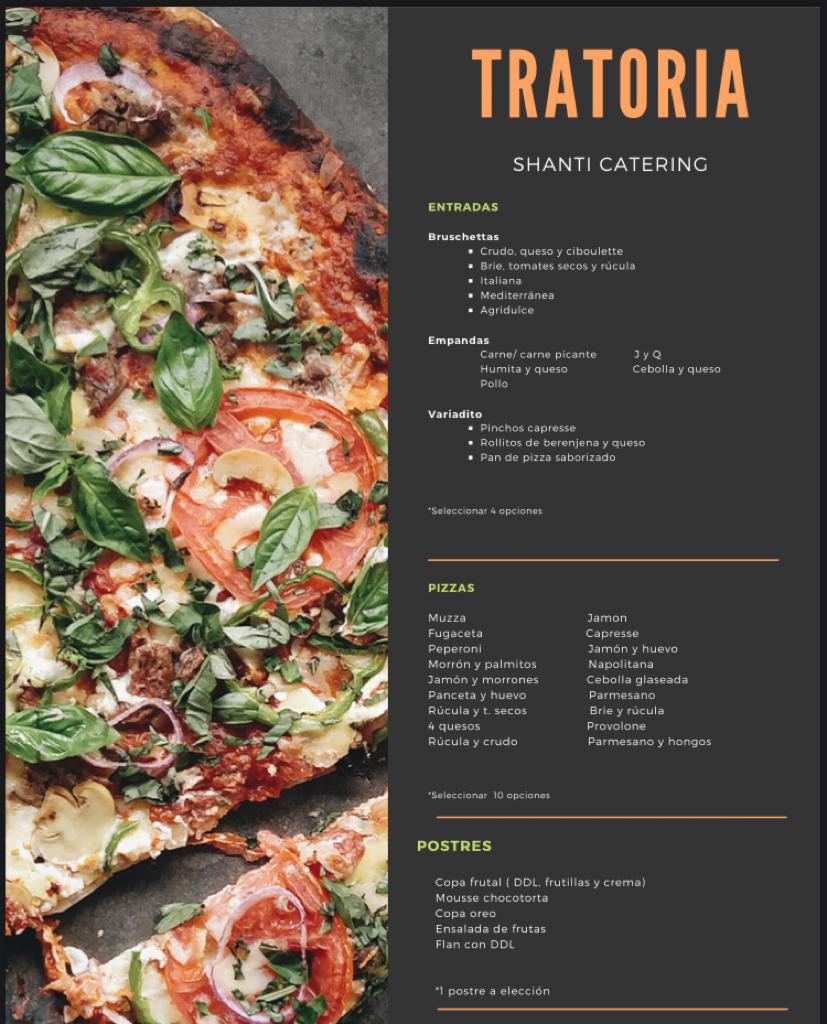 TRATORIA
SHANTI CATERING
ENTRADAS
Bruschettas
▪ Crudo, queso y ciboulette
▪ Brie, tomates secos y rúcula
▪ Italiana
▪ Mediterránea
▪ Agridulce
Empandas
Carne/ carne picante J y Q
Humita y queso Cebolla y queso
Pollo
Variadito
▪ Pinchos capresse
▪ Rollitos de berenjena y queso
▪ Pan de pizza saborizado
*Seleccionar 4 opciones
PIZZAS
Muzza Jamon
Fugaceta Capresse
Peperoni Jamón y huevo
Morrón y palmitos Napolitana
Jamón y morrones Cebolla glaseada
Panceta y huevo Parmesano
Rúcula y t. secos Brie y rúcula
4 quesos Provolone
Rúcula y crudo Parmesano y hongos
*Seleccionar 10 opciones
POSTRES
Copa frutal ( DDL, frutillas y crema)
Mousse chocotorta
Copa oreo
Ensalada de frutas
Flan con DDL
*1 postre a elección